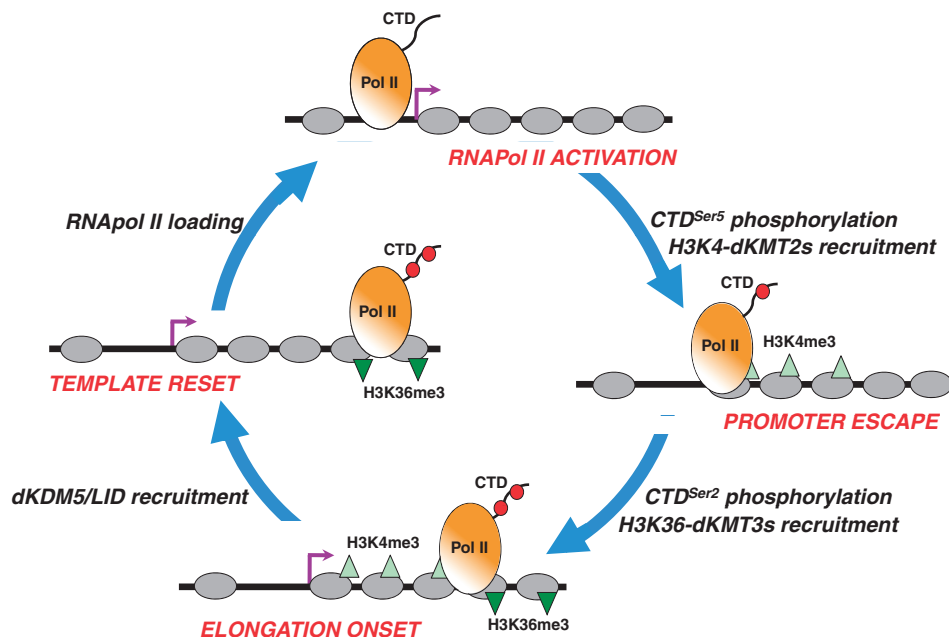 CTD
Pol II
RNAPol II ACTIVATION
RNApol II loading
CTDSer5 phosphorylation
H3K4-dKMT2s recruitment
CTD
Pol II
H3K36me3
TEMPLATE RESET
CTD
Pol II
H3K4me3
PROMOTER ESCAPE
dKDM5/LID recruitment
CTDSer2 phosphorylation
H3K36-dKMT3s recruitment
CTD
H3K4me3
Pol II
H3K36me3
ELONGATION ONSET